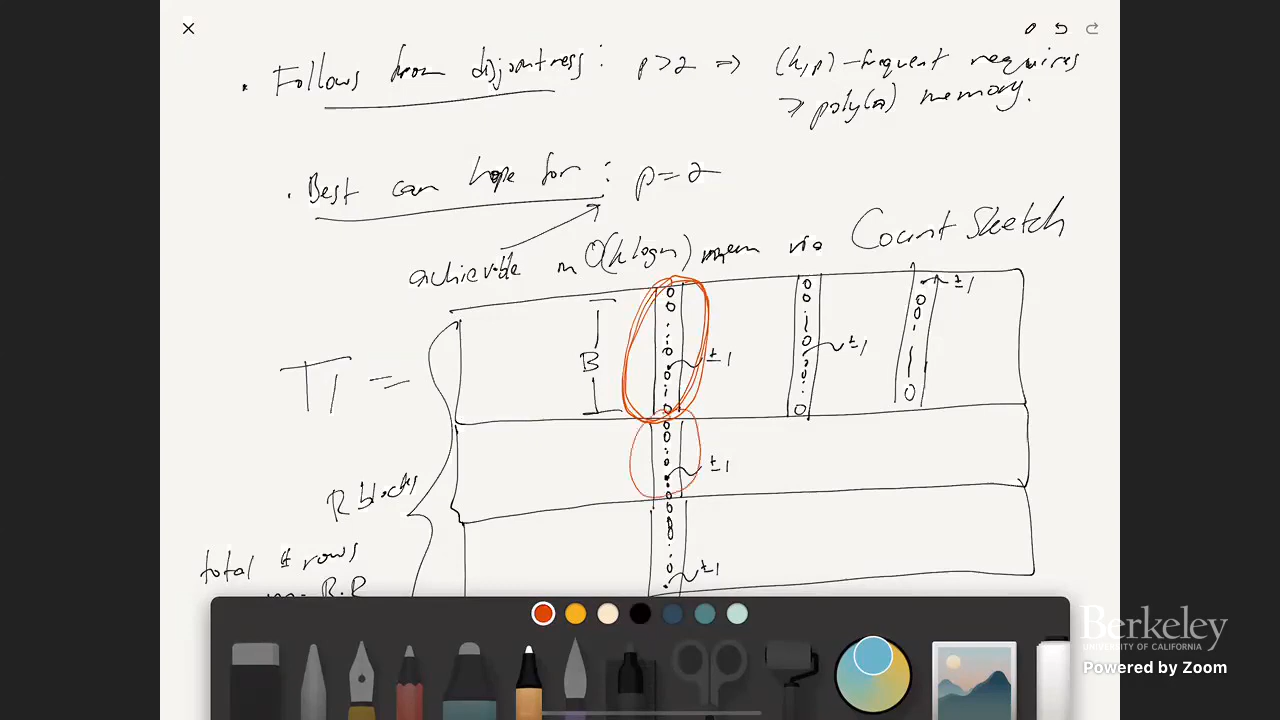 · Follows from disjointness : p>2 ⇒ (k,p)-frequent requires
≥ poly(n) memory.
· Best can hope for : p=2
achievable in O(k log n) mem via Count Sketch
B
±1
±1
±1
Π =
±1
R blocks
±1
total # rows
Berkeley
UNIVERSITY OF CALIFORNIA
Powered by Zoom